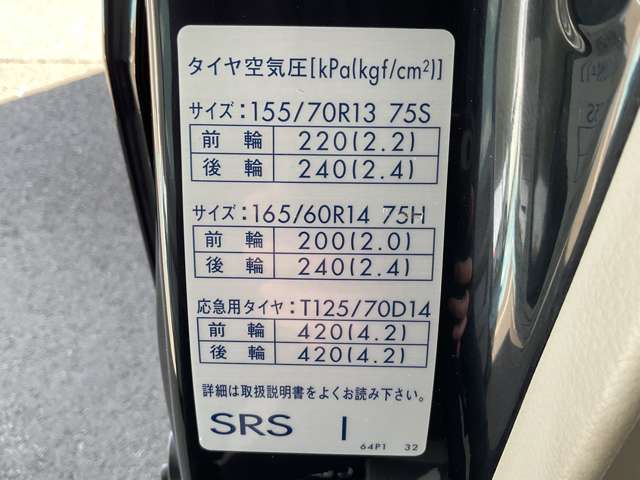 タイヤ空気圧[kPa(kgf/cm²)]
サイズ:155/70R13 75S
前輪 220(2.2)
後輪 240(2.4)
サイズ:165/60R14 75H
前輪 200(2.0)
後輪 240(2.4)
応急用タイヤ:T125/70D14
前輪 420(4.2)
後輪 420(4.2)
詳細は取扱説明書をよくお読み下さい。
SRS I
64P1 32